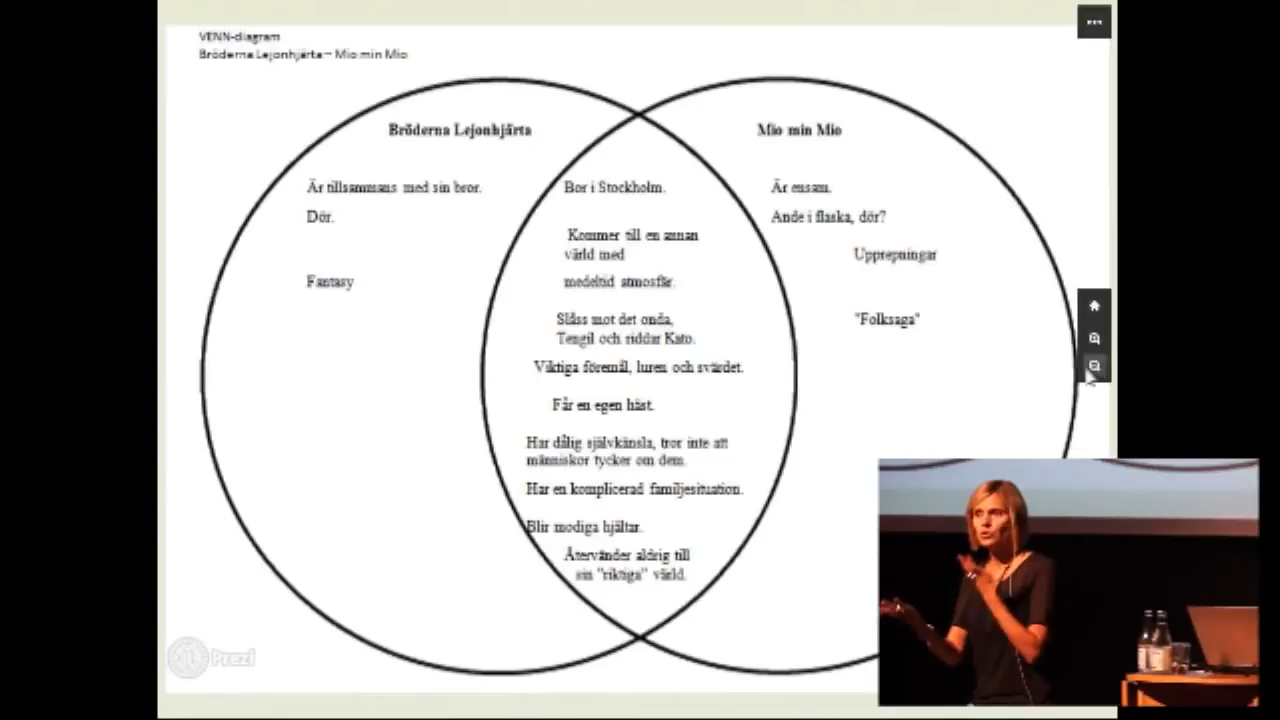 VENN-diagram
Bröderna Lejonhjärta – Mio min Mio
Bröderna Lejonhjärta
Mio min Mio
Är tillsammans med sin bror.
Bor i Stockholm.
Är ensam.
Dör.
Ande i flaska, dör?
Kommer till en annan
värld med
Upprepningar
Fantasy
medeltid atmosfär.
Slåss mot det onda,
"Folksaga"
Tengil och riddar Kato.
Viktiga föremål, luren och svärdet.
Får en egen häst.
Har dålig självkänsla, tror inte att
människor tycker om dem.
Har en komplicerad familjesituation.
Blir modiga hjältar.
Återvänder aldrig till
sin "riktiga" värld.
Prezi